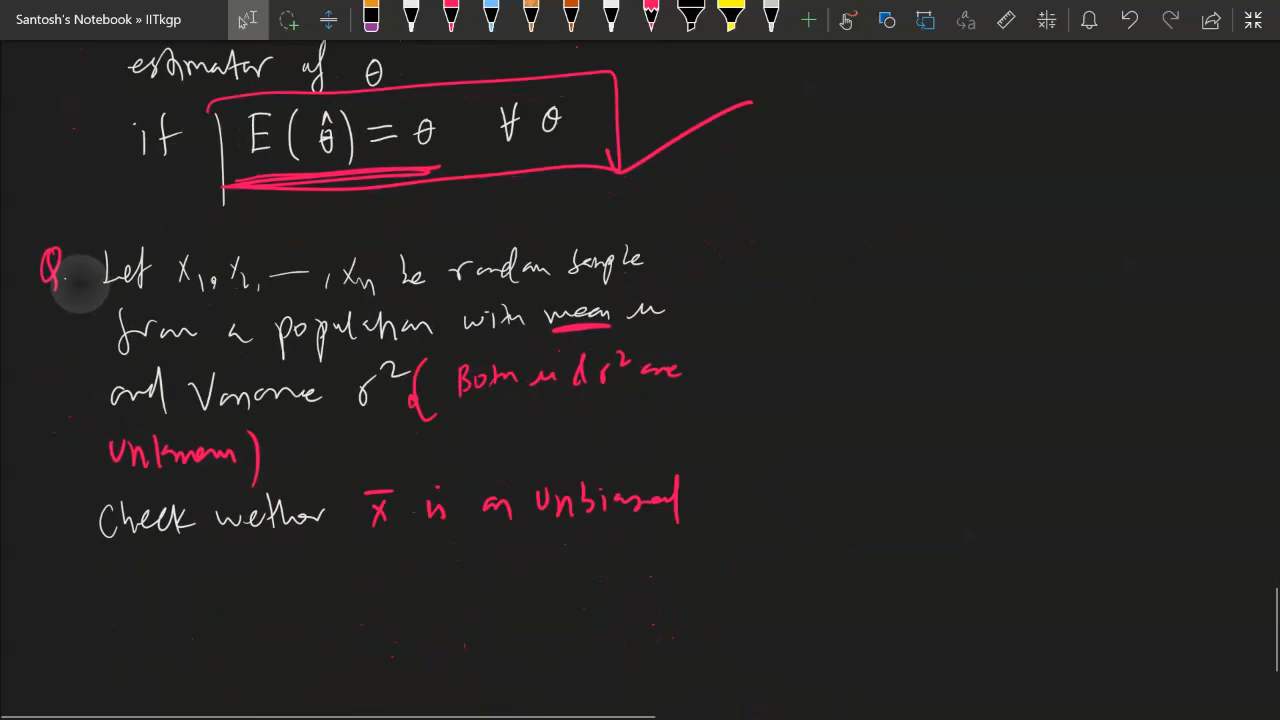 Santosh's Notebook » IITkgp
estimator of θ
if E(θ̂) = θ ∀ θ
Q. Let x1, x2, —, xn be random sample
from a population with mean μ
and Variance σ² ( Both μ & σ² are
unknown)
Check wether x̄ is an unbiased